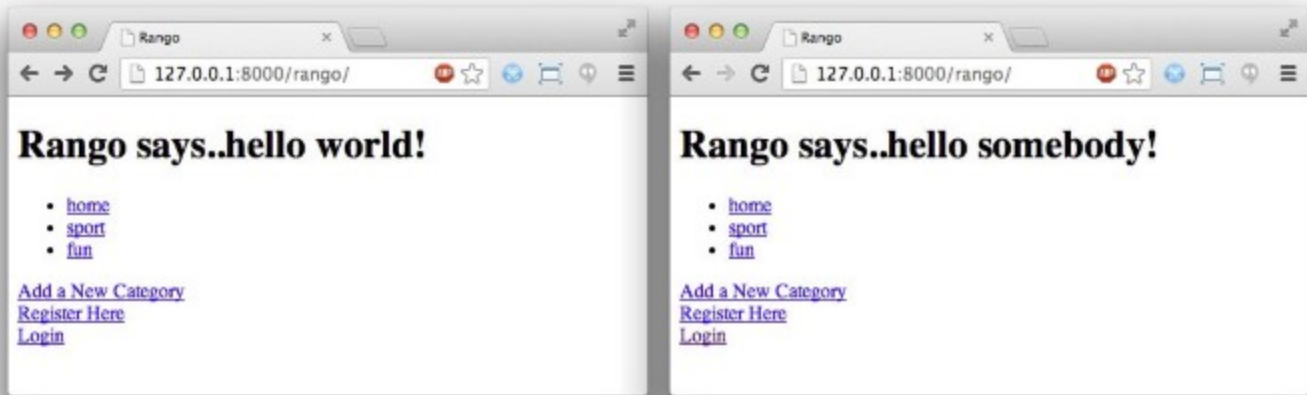 Rango
127.0.0.1:8000/rango/
Rango says..hello world!
home
sport
fun
Add a New Category
Register Here
Login
Rango
127.0.0.1:8000/rango/
Rango says..hello somebody!
home
sport
fun
Add a New Category
Register Here
Login